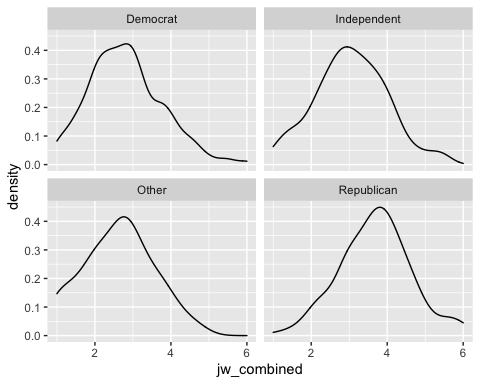 Democrat
Independent
0.4
0.3
0.2
0.1
0.0
Other
Republican
0.4
0.3
0.2
0.1
0.0
density
2
4
6
2
4
6
jw_combined